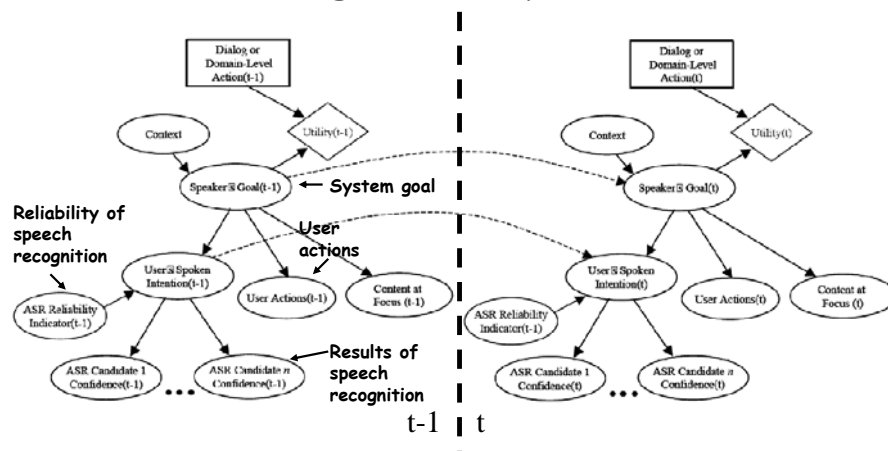 Dialog or
Domain-Level
Action(t-1)
Utility(t-1)
Context
Speaker⍰ Goal(t-1)
System goal
Reliability of
speech
recognition
User
actions
User⍰ Spoken
Intention(t-1)
User Actions(t-1)
Content at
Focus (t-1)
ASR Reliability
Indicator(t-1)
ASR Candidate 1
Confidence(t-1)
...
ASR Candidate n
Confidence(t-1)
Results of
speech
recognition
t-1
t
Dialog or
Domain-Level
Action(t)
Utility(t)
Context
Speaker⍰ Goal(t)
User⍰ Spoken
Intention(t)
User Actions(t)
Content at
Focus (t)
ASR Reliability
Indicator(t-1)
ASR Candidate 1
Confidence(t)
...
ASR Candidate n
Confidence(t)